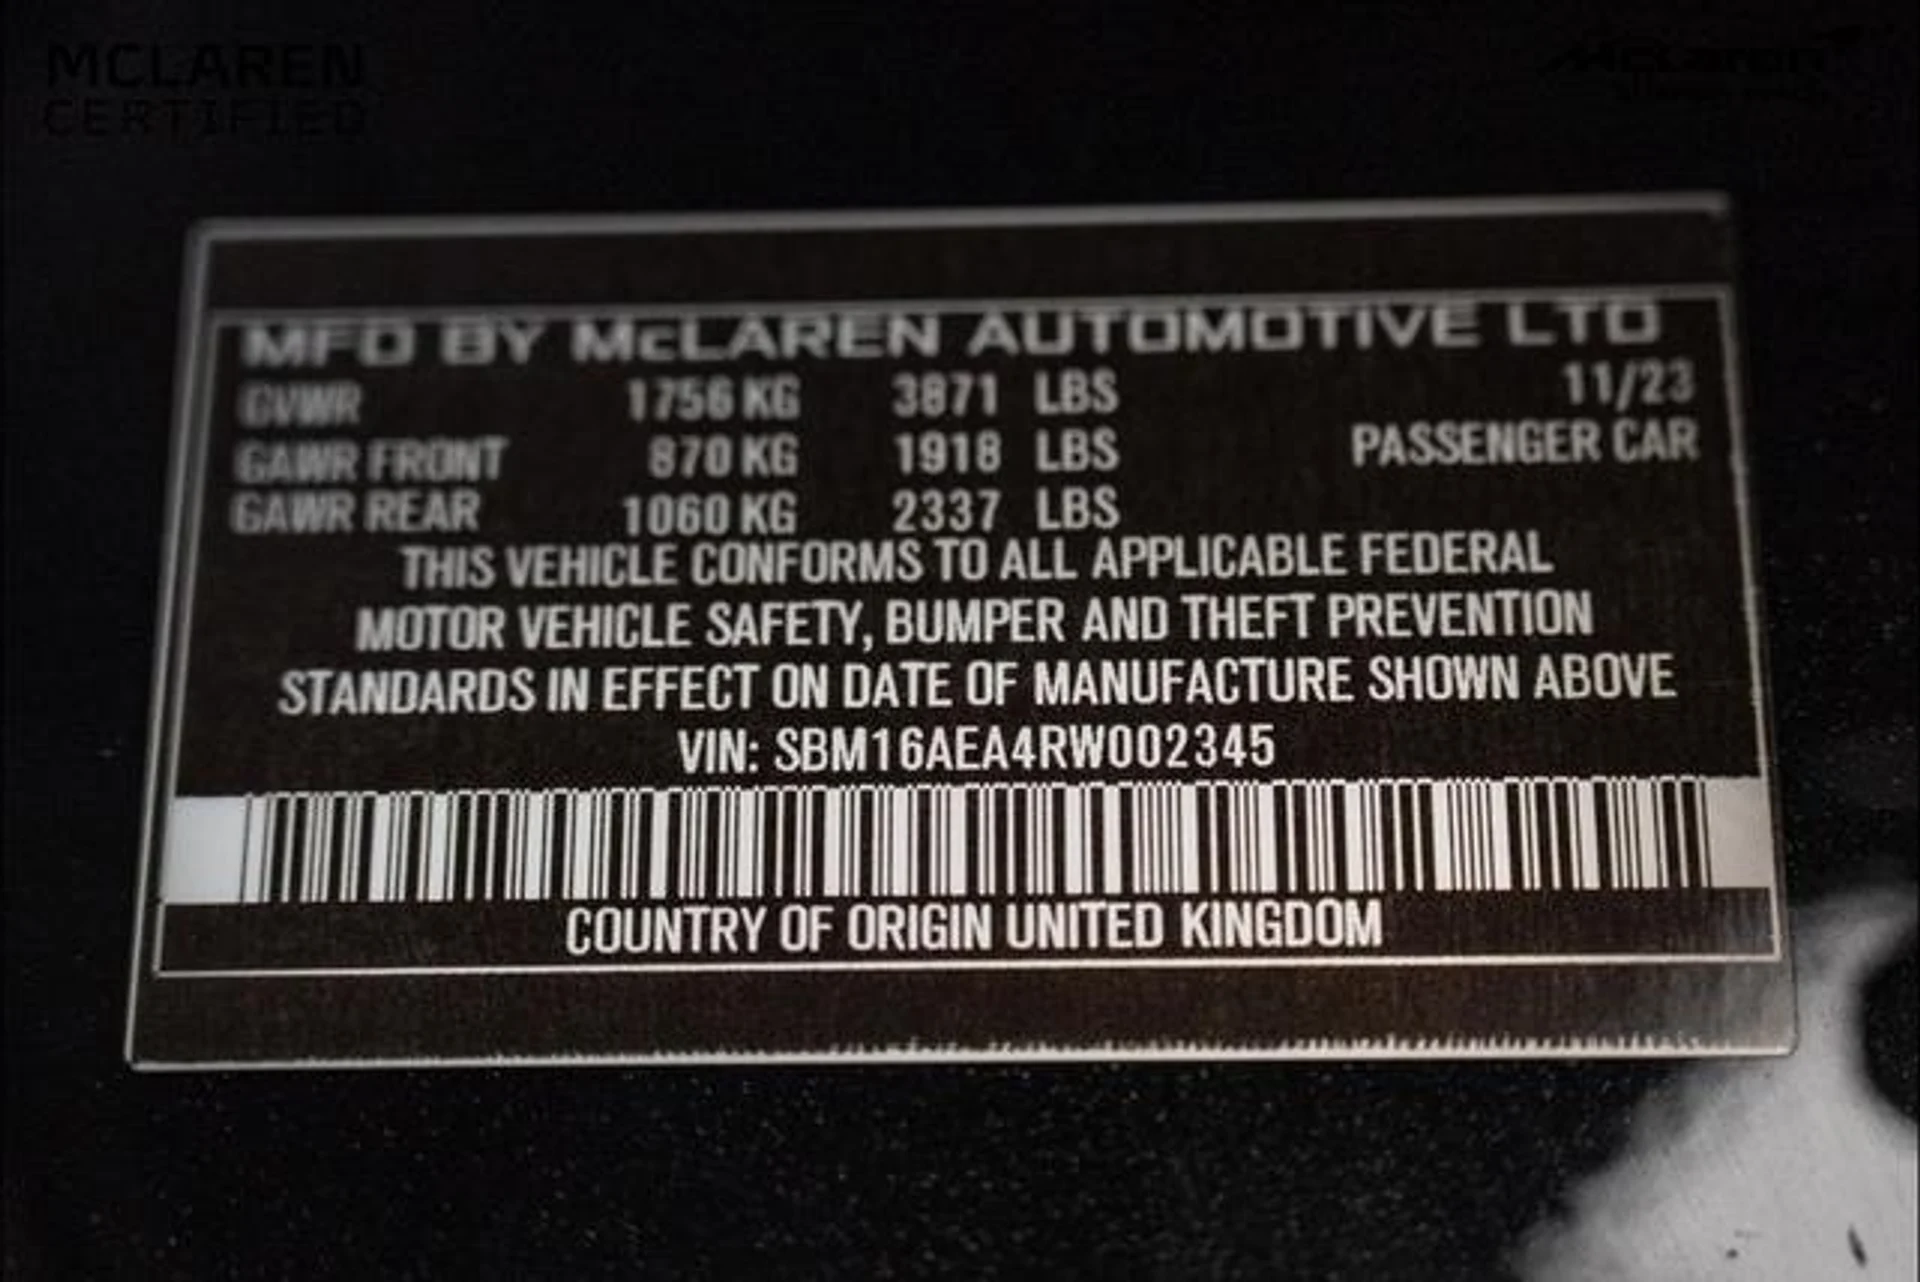 MCLAREN
CERTIFIED
McLaren
MFD BY McLAREN AUTOMOTIVE LTD
GVWR 1756 KG 3871 LBS 11/23
GAWR FRONT 870 KG 1918 LBS PASSENGER CAR
GAWR REAR 1060 KG 2337 LBS
THIS VEHICLE CONFORMS TO ALL APPLICABLE FEDERAL
MOTOR VEHICLE SAFETY, BUMPER AND THEFT PREVENTION
STANDARDS IN EFFECT ON DATE OF MANUFACTURE SHOWN ABOVE
VIN: SBM16AEA4RW002345
COUNTRY OF ORIGIN UNITED KINGDOM